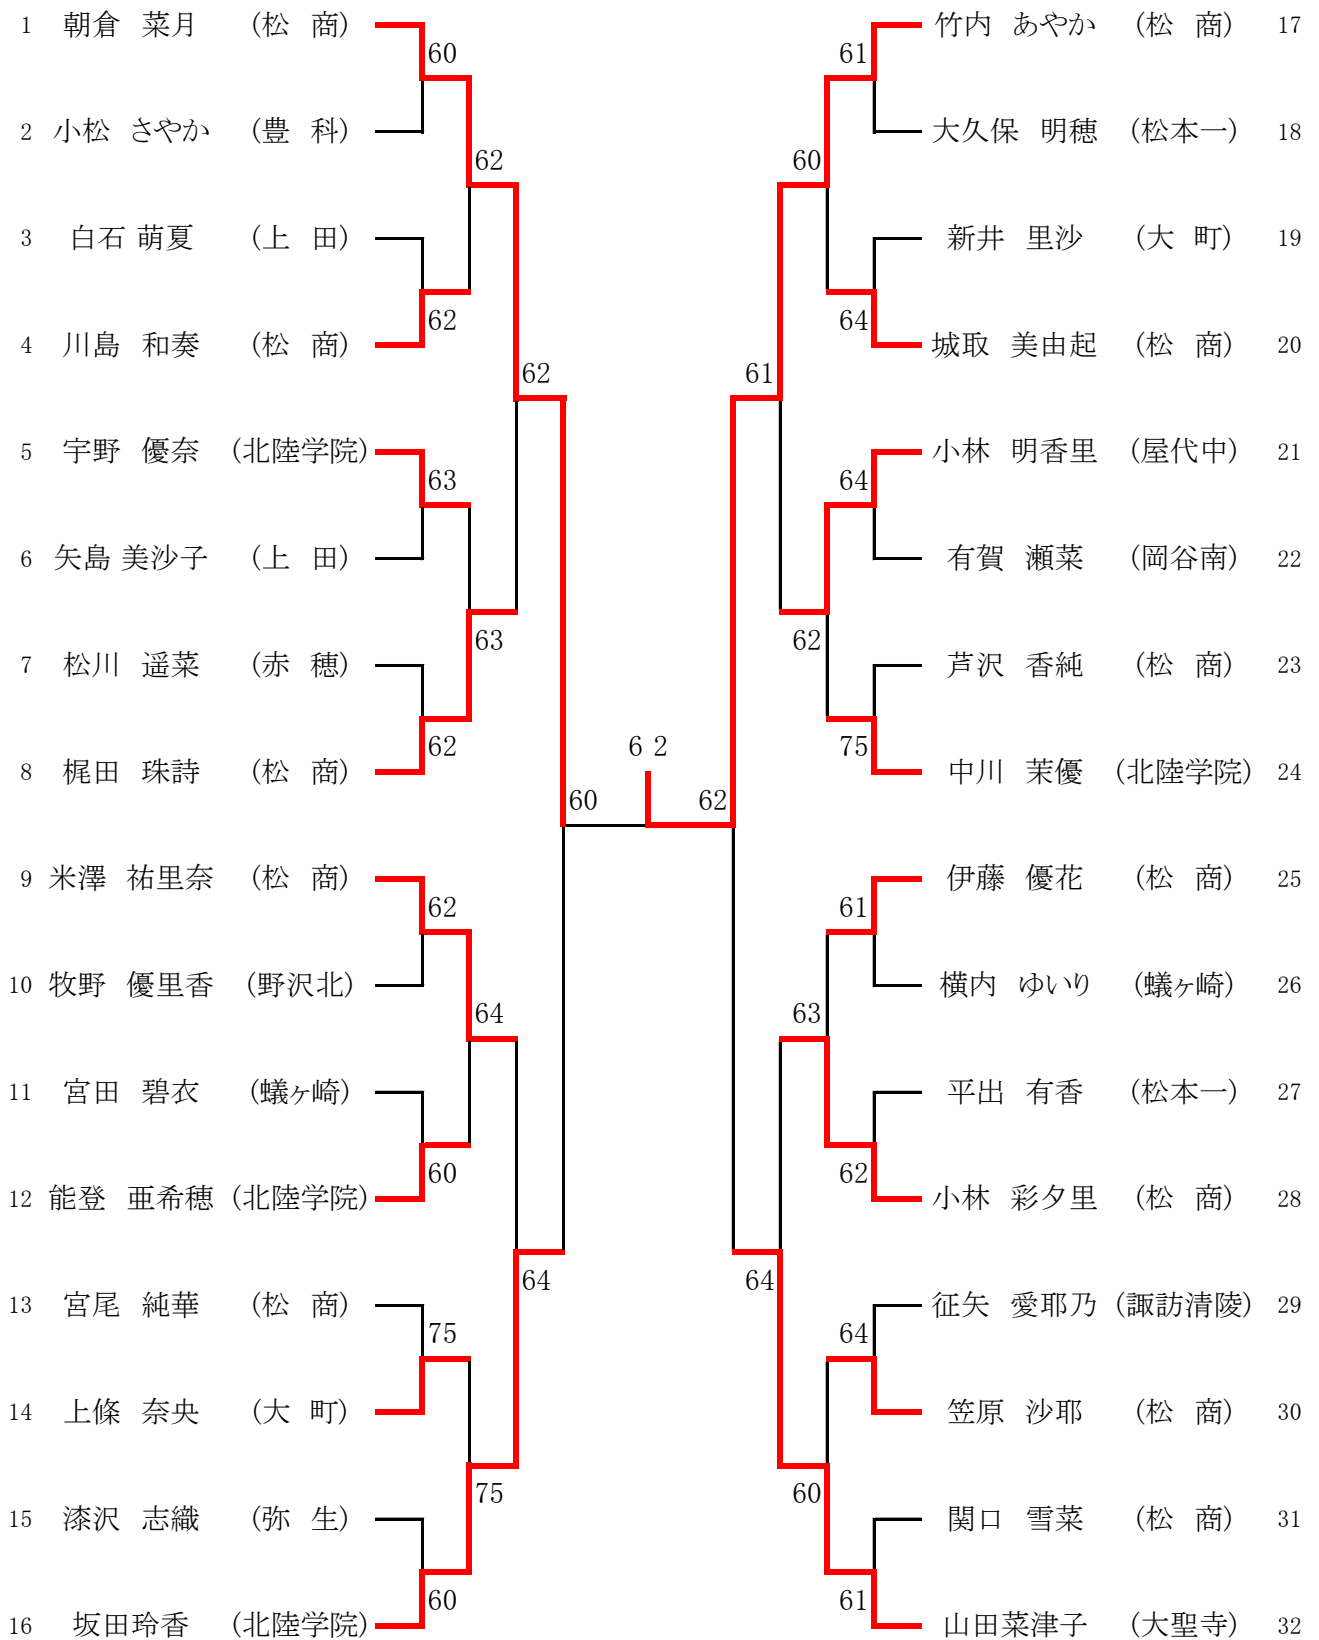 1 朝倉 菜月 (松 商) 竹内 あやか (松 商) 17
60 61
2 小松 さやか (豊 科) 大久保 明穂 (松本一) 18
62 60
3 白石 萌夏 (上 田) 新井 里沙 (大 町) 19
62 64
4 川島 和奏 (松 商) 城取 美由起 (松 商) 20
62 61
5 宇野 優奈 (北陸学院) 小林 明香里 (屋代中) 21
63 64
6 矢島 美沙子 (上 田) 有賀 瀬菜 (岡谷南) 22
63 62
7 松川 遥菜 (赤 穂) 芦沢 香純 (松 商) 23
62 6 2 75
8 梶田 珠詩 (松 商) 中川 茉優 (北陸学院) 24
60 62
9 米澤 祐里奈 (松 商) 伊藤 優花 (松 商) 25
62 61
10 牧野 優里香 (野沢北) 横内 ゆいり (蟻ヶ崎) 26
64 63
11 宮田 碧衣 (蟻ヶ崎) 平出 有香 (松本一) 27
60 62
12 能登 亜希穂 (北陸学院) 小林 彩夕里 (松 商) 28
64 64
13 宮尾 純華 (松 商) 征矢 愛耶乃 (諏訪清陵) 29
75 64
14 上條 奈央 (大 町) 笠原 沙耶 (松 商) 30
75 60
15 漆沢 志織 (弥 生) 関口 雪菜 (松 商) 31
60 61
16 坂田玲香 (北陸学院) 山田菜津子 (大聖寺) 32